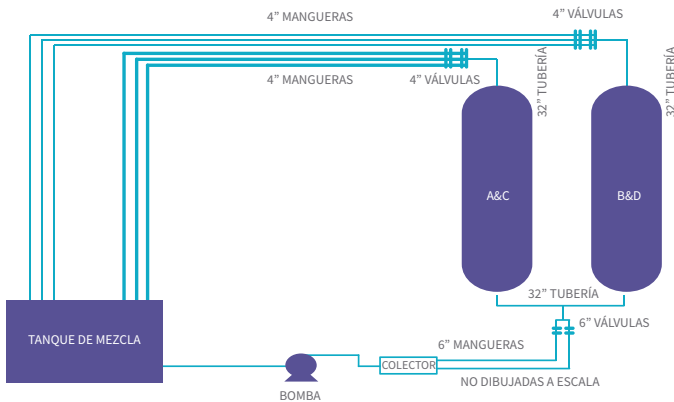 4” MANGUERAS
4” VÁLVULAS
4” MANGUERAS
4” VÁLVULAS
32” TUBERÍA
32” TUBERÍA
A&C
B&D
32” TUBERÍA
6” VÁLVULAS
TANQUE DE MEZCLA
6” MANGUERAS
COLECTOR
NO DIBUJADAS A ESCALA
BOMBA